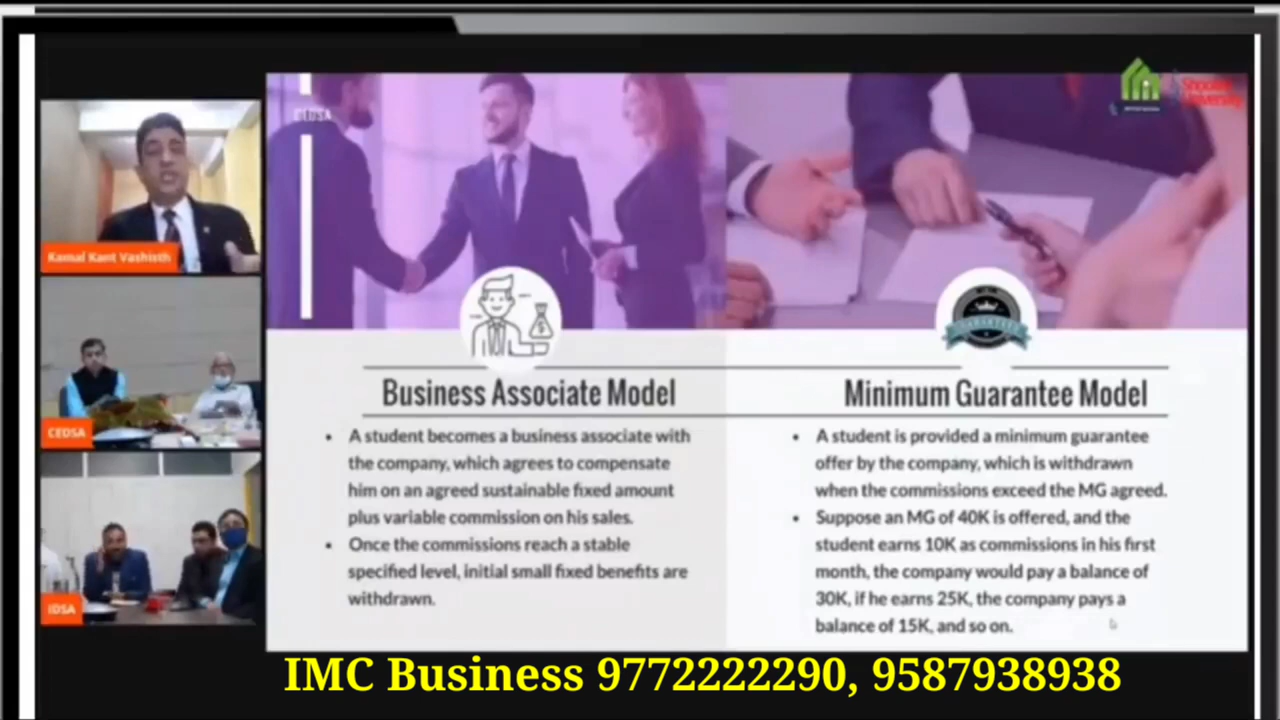 CEDSA
Shoolini
University
Kamal Kant Vashisth
CEDSA
IDSA
GUARANTEE
Business Associate Model
A student becomes a business associate with
the company, which agrees to compensate
him on an agreed sustainable fixed amount
plus variable commission on his sales.
Once the commissions reach a stable
specified level, initial small fixed benefits are
withdrawn.
Minimum Guarantee Model
A student is provided a minimum guarantee
offer by the company, which is withdrawn
when the commissions exceed the MG agreed.
Suppose an MG of 40K is offered, and the
student earns 10K as commissions in his first
month, the company would pay a balance of
30K, if he earns 25K, the company pays a
balance of 15K, and so on.
IMC Business 9772222290, 9587938938